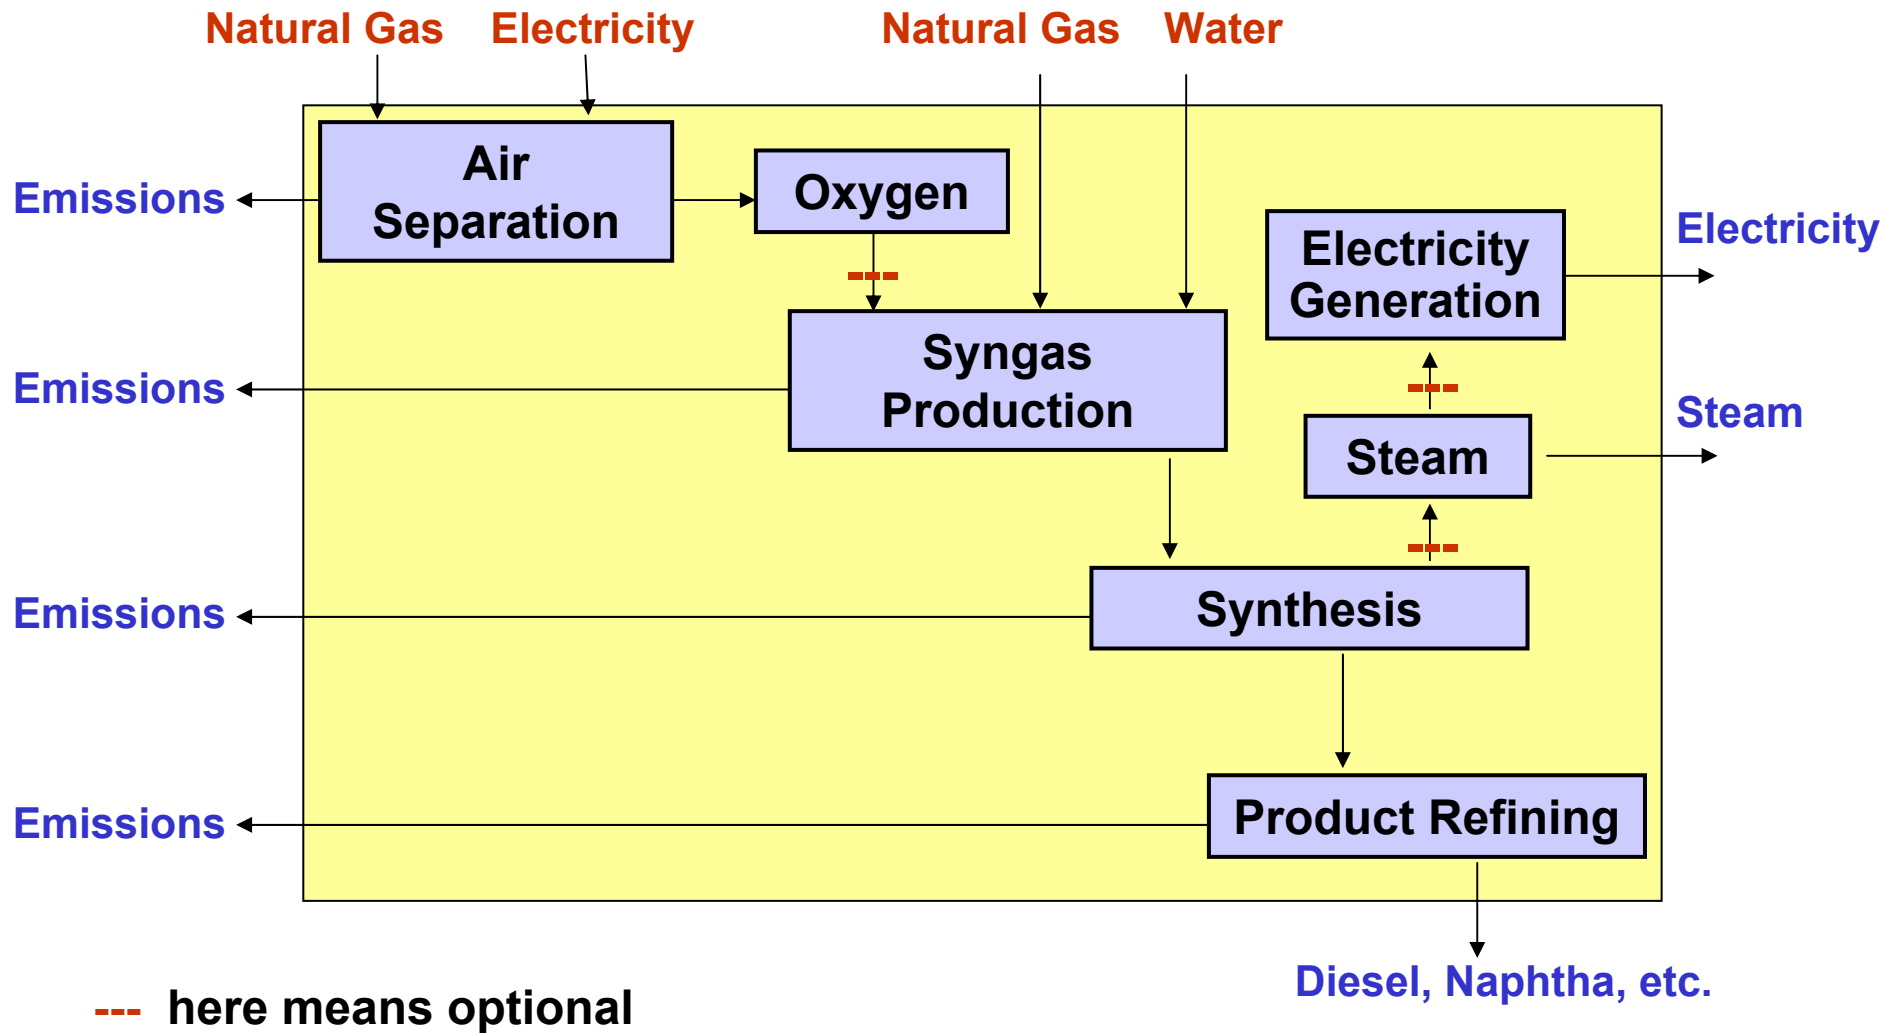 Natural Gas
Electricity
Natural Gas
Water
Air
Separation
Oxygen
Emissions
Electricity
Generation
Electricity
Syngas
Production
Emissions
Steam
Steam
Synthesis
Emissions
Product Refining
Emissions
Diesel, Naphtha, etc.
--- here means optional